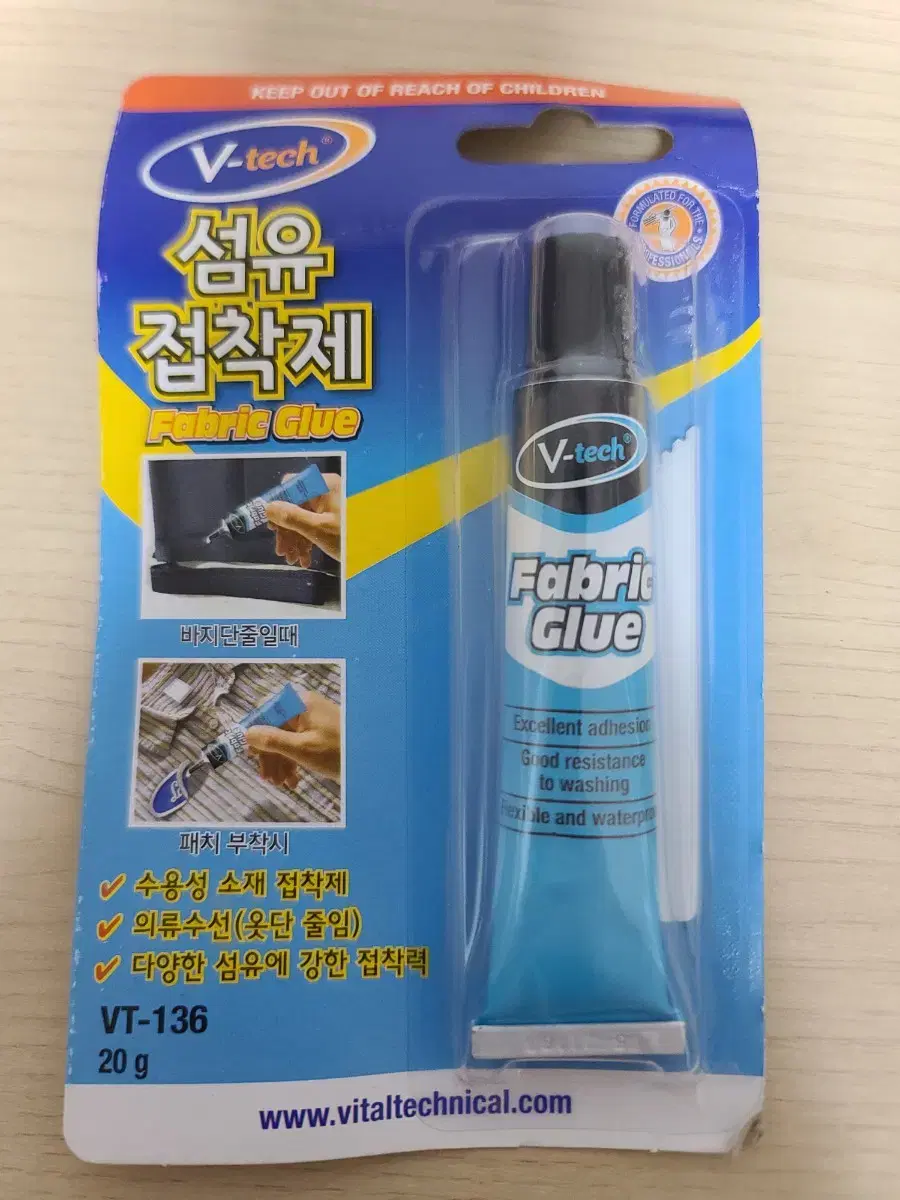 KEEP OUT OF REACH OF CHILDREN
V-tech®
FORMULATED FOR THE
PROFESSIONALS
섬유
접착제
Fabric Glue
바지단줄일때
패치 부착시
✓ 수용성 소재 접착제
✓ 의류수선(옷단 줄임)
✓ 다양한 섬유에 강한 접착력
VT-136
20 g
V-tech®
Fabric
Glue
Excellent adhesion
Good resistance
to washing
Flexible and waterproof
www.vitaltechnical.com